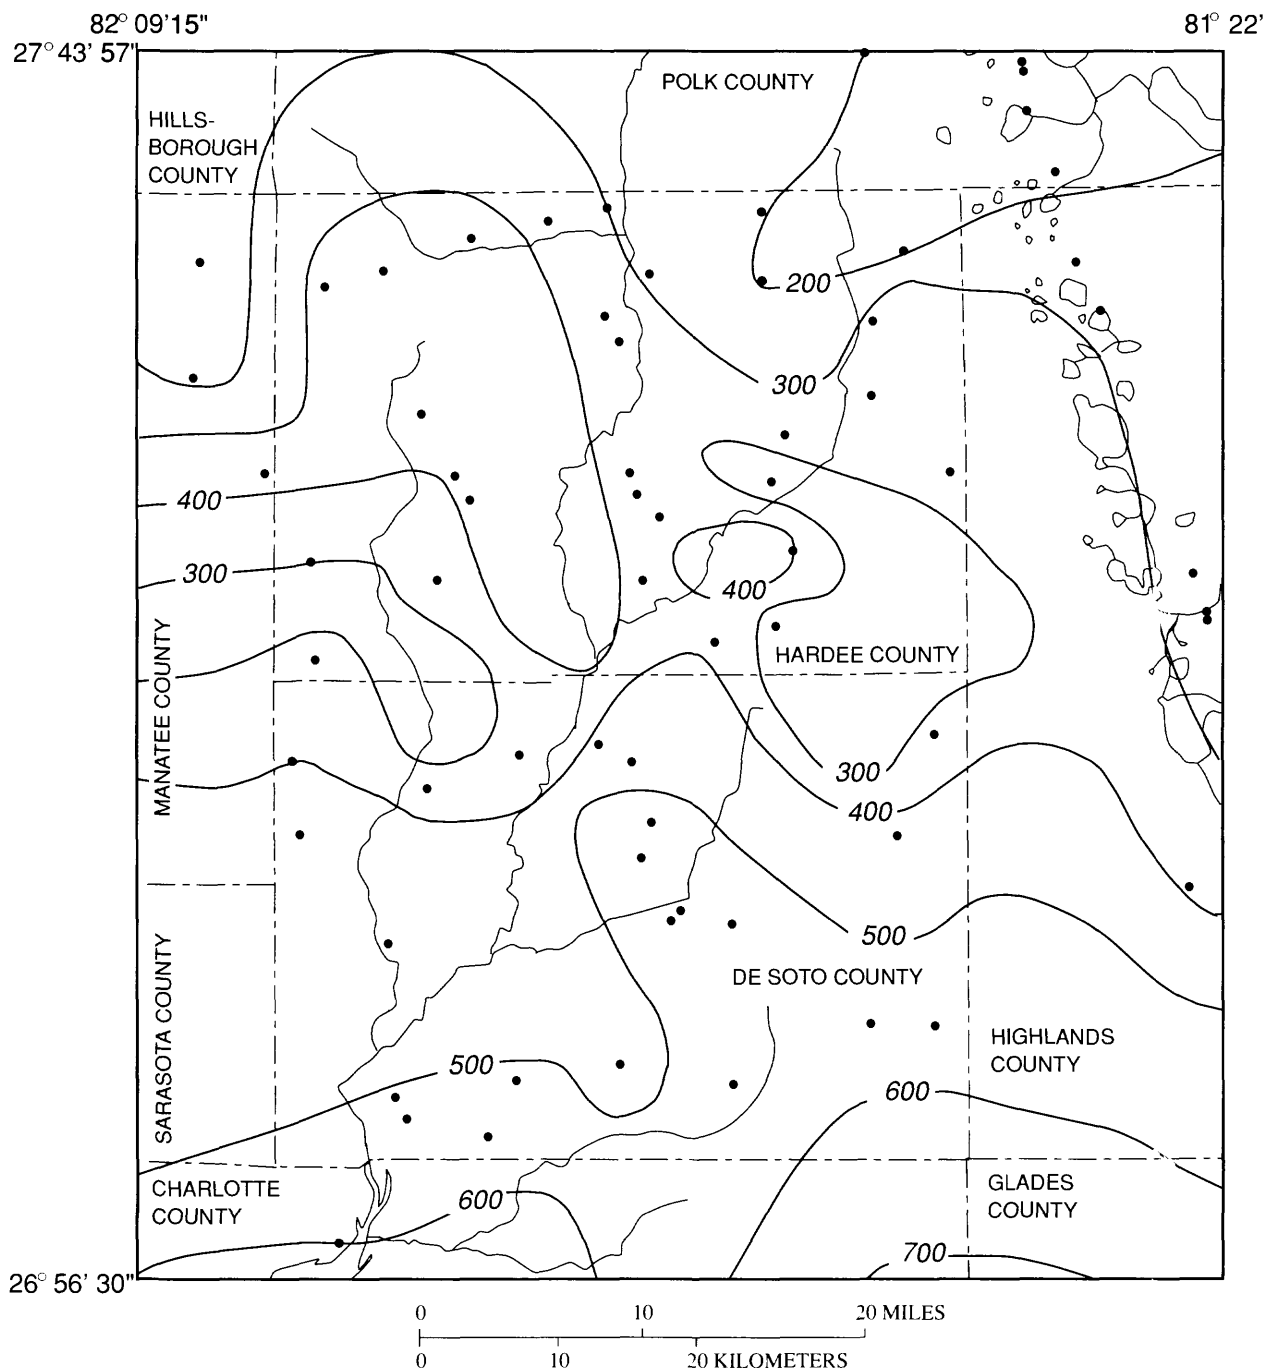 82° 09'15"
81° 22'
27° 43' 57"
POLK COUNTY
HILLS-
BOROUGH
COUNTY
200
300
400
300
400
HARDEE COUNTY
MANATEE COUNTY
300
400
500
DE SOTO COUNTY
SARASOTA COUNTY
HIGHLANDS
COUNTY
500
600
CHARLOTTE
COUNTY
600
GLADES
COUNTY
700
26° 56' 30"
0 10 20 MILES
0 10 20 KILOMETERS